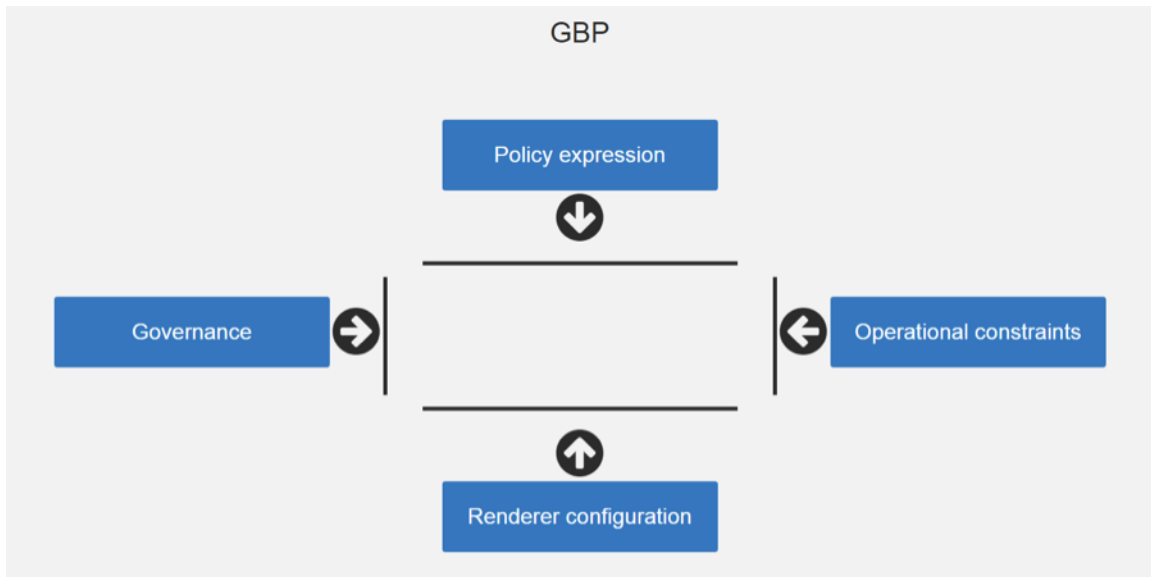 GBP
Policy expression
Governance
Operational constraints
Renderer configuration